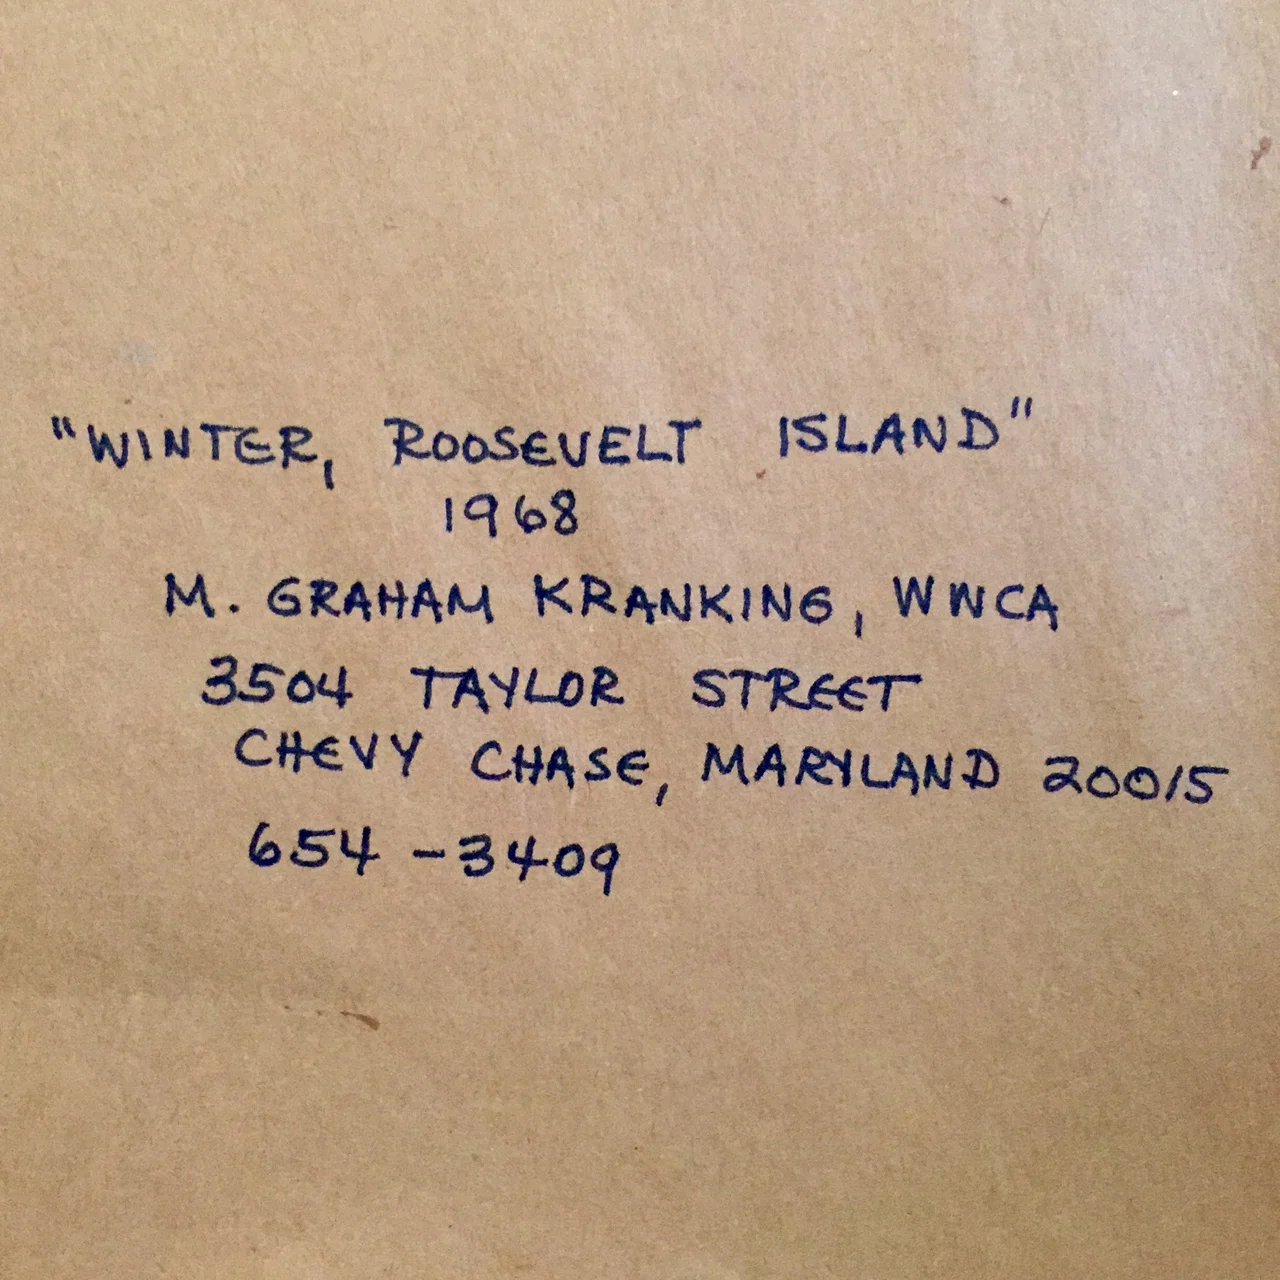 "WINTER, ROOSEVELT ISLAND"
1968
M. GRAHAM KRANKING, WWCA
3504 TAYLOR STREET
CHEVY CHASE, MARYLAND 20015
654-3409